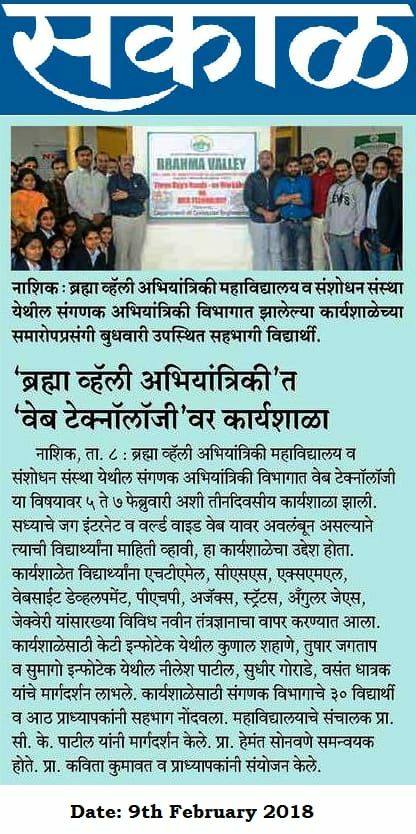 सकाळ
BRAHMA VALLEY
Three Days Hands - on Workshop
on
WEB TECHNOLOGY
Department of Computer Engineering
नाशिक : ब्रह्मा व्हॅली अभियांत्रिकी महाविद्यालय व संशोधन संस्था
येथील संगणक अभियांत्रिकी विभागात झालेल्या कार्यशाळेच्या
समारोपप्रसंगी बुधवारी उपस्थित सहभागी विद्यार्थी.
‘ब्रह्मा व्हॅली अभियांत्रिकी’त
‘वेब टेक्नॉलॉजी’वर कार्यशाळा
नाशिक, ता. ८ : ब्रह्मा व्हॅली अभियांत्रिकी महाविद्यालय व
संशोधन संस्था येथील संगणक अभियांत्रिकी विभागात वेब टेक्नॉलॉजी
या विषयावर ५ ते ७ फेब्रुवारी अशी तीनदिवसीय कार्यशाळा झाली.
सध्याचे जग इंटरनेट व वर्ल्ड वाइड वेब यावर अवलंबून असल्याने
त्याची विद्यार्थ्यांना माहिती व्हावी, हा कार्यशाळेचा उद्देश होता.
कार्यशाळेत विद्यार्थ्यांना एचटीएमेल, सीएसएस, एक्सएमएल,
वेबसाईट डेव्हलपमेंट, पीएचपी, अजॅक्स, स्ट्रॅटस, अँगुलर जेएस,
जेक्वेरी यांसारख्या विविध नवीन तंत्रज्ञानाचा वापर करण्यात आला.
कार्यशाळेसाठी केटी इन्फोटेक येथील कुणाल शहाणे, तुषार जगताप
व सुमागो इन्फोटेक येथील नीलेश पाटील, सुधीर गोराडे, वसंत धात्रक
यांचे मार्गदर्शन लाभले. कार्यशाळेसाठी संगणक विभागाचे ३० विद्यार्थी
व आठ प्राध्यापकांनी सहभाग नोंदवला. महाविद्यालयाचे संचालक प्रा.
सी. के. पाटील यांनी मार्गदर्शन केले. प्रा. हेमंत सोनवणे समन्वयक
होते. प्रा. कविता कुमावत व प्राध्यापकांनी संयोजन केले.
Date: 9th February 2018